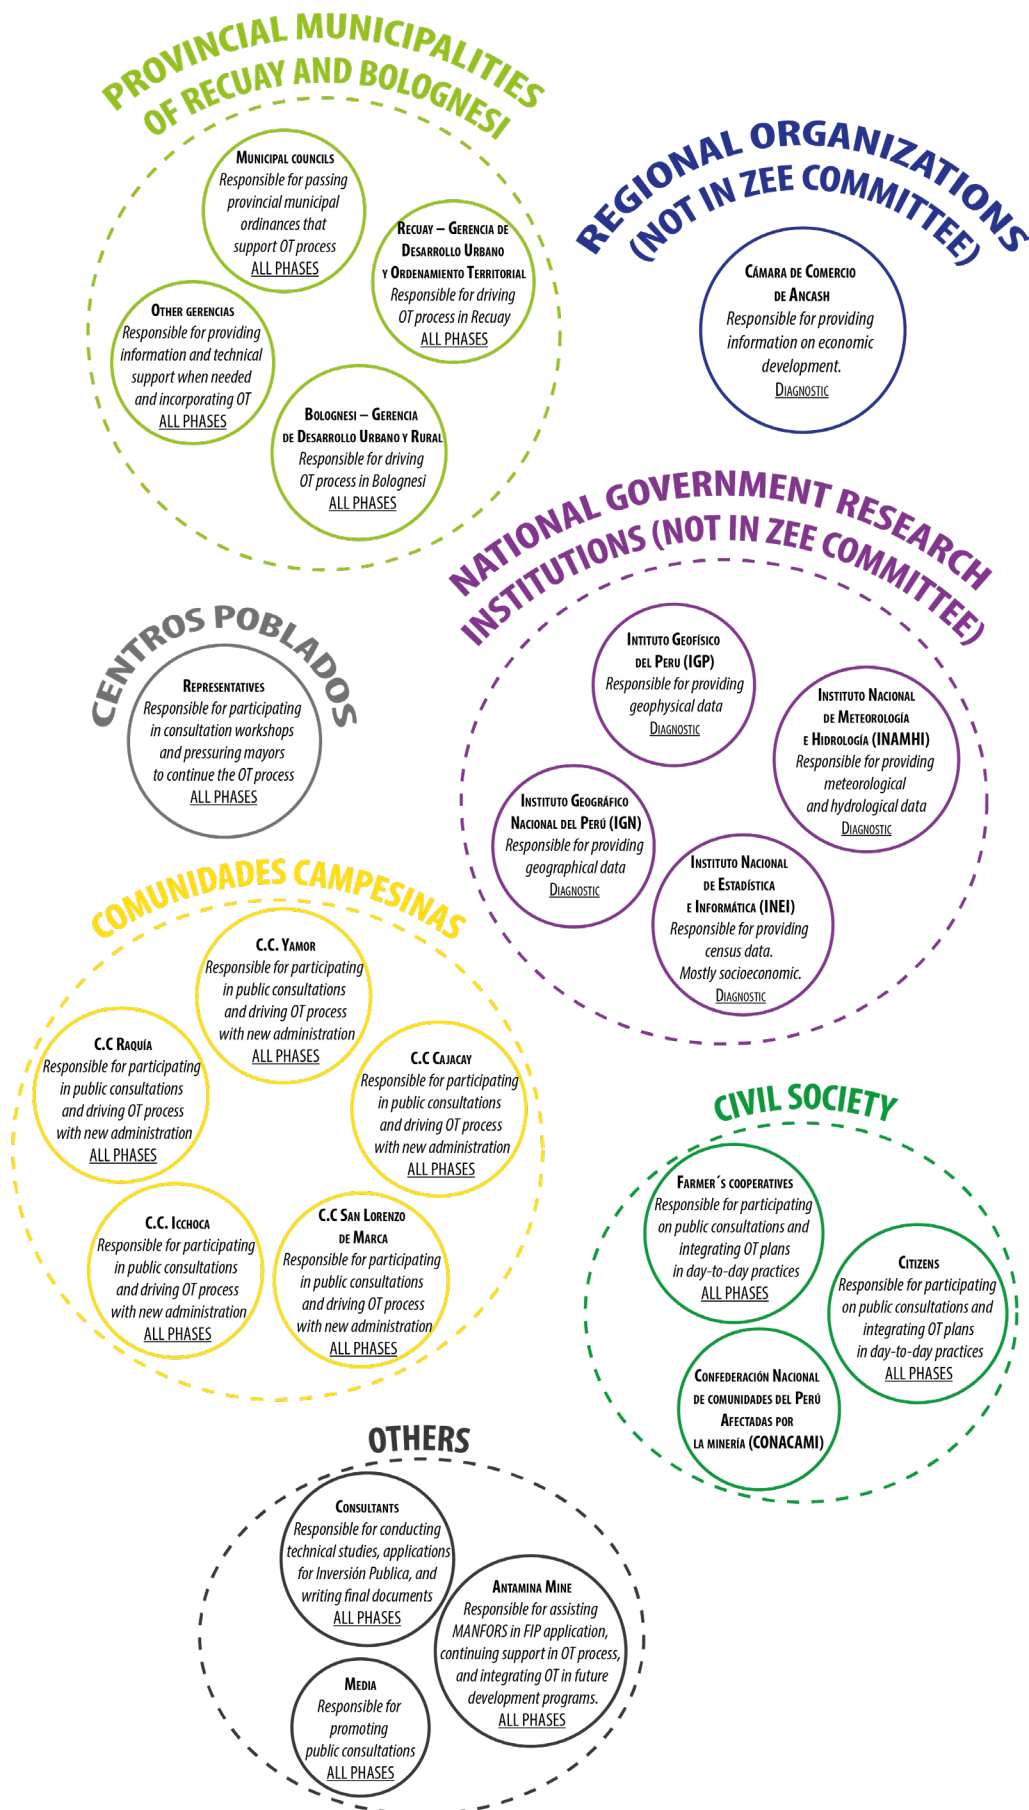 PROVINCIAL MUNICIPALITIES
OF RECUAY AND BOLOGNESI
Municipal councils
Responsible for passing
provincial municipal
ordinances that
support OT process
ALL PHASES
Recuay – Gerencia de
Desarrollo Urbano
y Ordenamiento Territorial
Responsible for driving
OT process in Recuay
ALL PHASES
Other gerencias
Responsible for providing
information and technical
support when needed
and incorporating OT
ALL PHASES
Bolognesi – Gerencia
de Desarrollo Urbano y Rural
Responsible for driving
OT process in Bolognesi
ALL PHASES
REGIONAL ORGANIZATIONS
(NOT IN ZEE COMMITTEE)
Cámara de Comercio
de Ancash
Responsible for providing
information on economic
development.
Diagnostic
NATIONAL GOVERNMENT RESEARCH
INSTITUTIONS (NOT IN ZEE COMMITTEE)
Intituto Geofísico
del Peru (IGP)
Responsible for providing
geophysical data
Diagnostic
Instituto Nacional
de Meteorología
e Hidrología (INAMHI)
Responsible for providing
meteorological
and hydrological data
Diagnostic
Instituto Geográfico
Nacional del Perú (IGN)
Responsible for providing
geographical data
Diagnostic
Instituto Nacional
de Estadística
e Informática (INEI)
Responsible for providing
census data.
Mostly socioeconomic.
Diagnostic
CENTROS POBLADOS
Representatives
Responsible for participating
in consultation workshops
and pressuring mayors
to continue the OT process
ALL PHASES
COMUNIDADES CAMPESINAS
C.C. Yamor
Responsible for participating
in public consultations
and driving OT process
with new administration
ALL PHASES
C.C Raquía
Responsible for participating
in public consultations
and driving OT process
with new administration
ALL PHASES
C.C Cajacay
Responsible for participating
in public consultations
and driving OT process
with new administration
ALL PHASES
C.C. Icchoca
Responsible for participating
in public consultations
and driving OT process
with new administration
ALL PHASES
C.C San Lorenzo
de Marca
Responsible for participating
in public consultations
and driving OT process
with new administration
ALL PHASES
CIVIL SOCIETY
Farmer´s cooperatives
Responsible for participating
on public consultations and
integrating OT plans
in day-to-day practices
ALL PHASES
Citizens
Responsible for participating
on public consultations and
integrating OT plans
in day-to-day practices
ALL PHASES
Confederación Nacional
de comunidades del Perú
Afectadas por
la minería (CONACAMI)
OTHERS
Consultants
Responsible for conducting
technical studies, applications
for Inversión Publica, and
writing final documents
ALL PHASES
Antamina Mine
Responsible for assisting
MANFORS in FIP application,
continuing support in OT process,
and integrating OT in future
development programs.
ALL PHASES
Media
Responsible for
promoting
public consultations
ALL PHASES